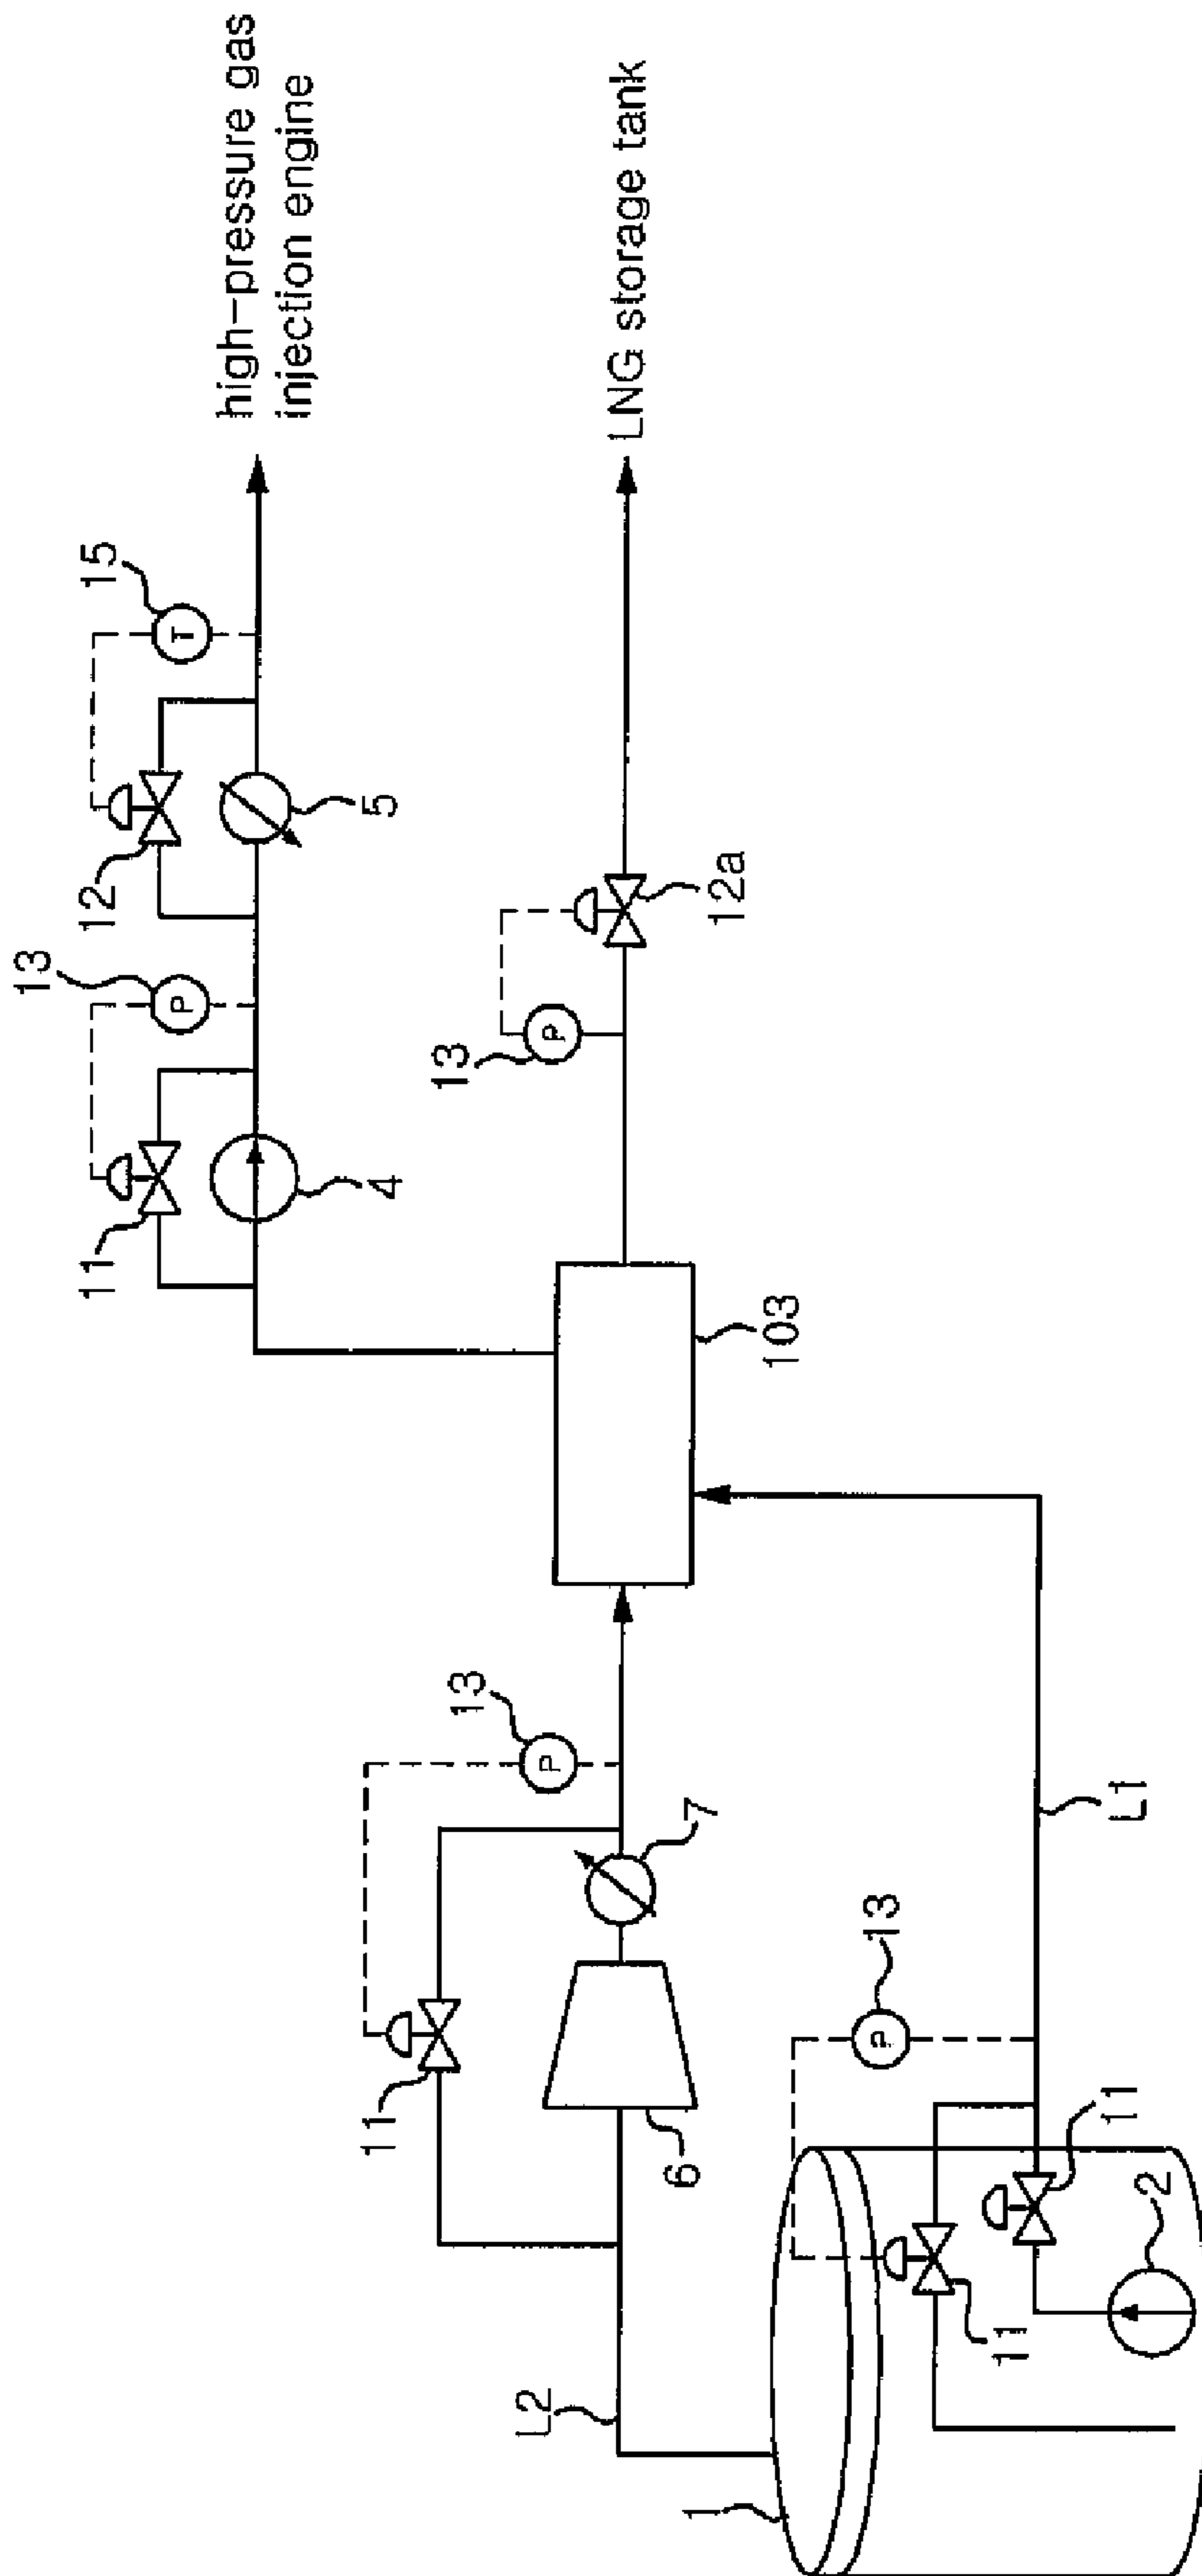 high-pressure gas
injection engine
15
T
12
5
13
P
11
4
LNG storage tank
12a
13
P
103
13
P
7
11
6
L2
L1
13
P
11
11
2
1